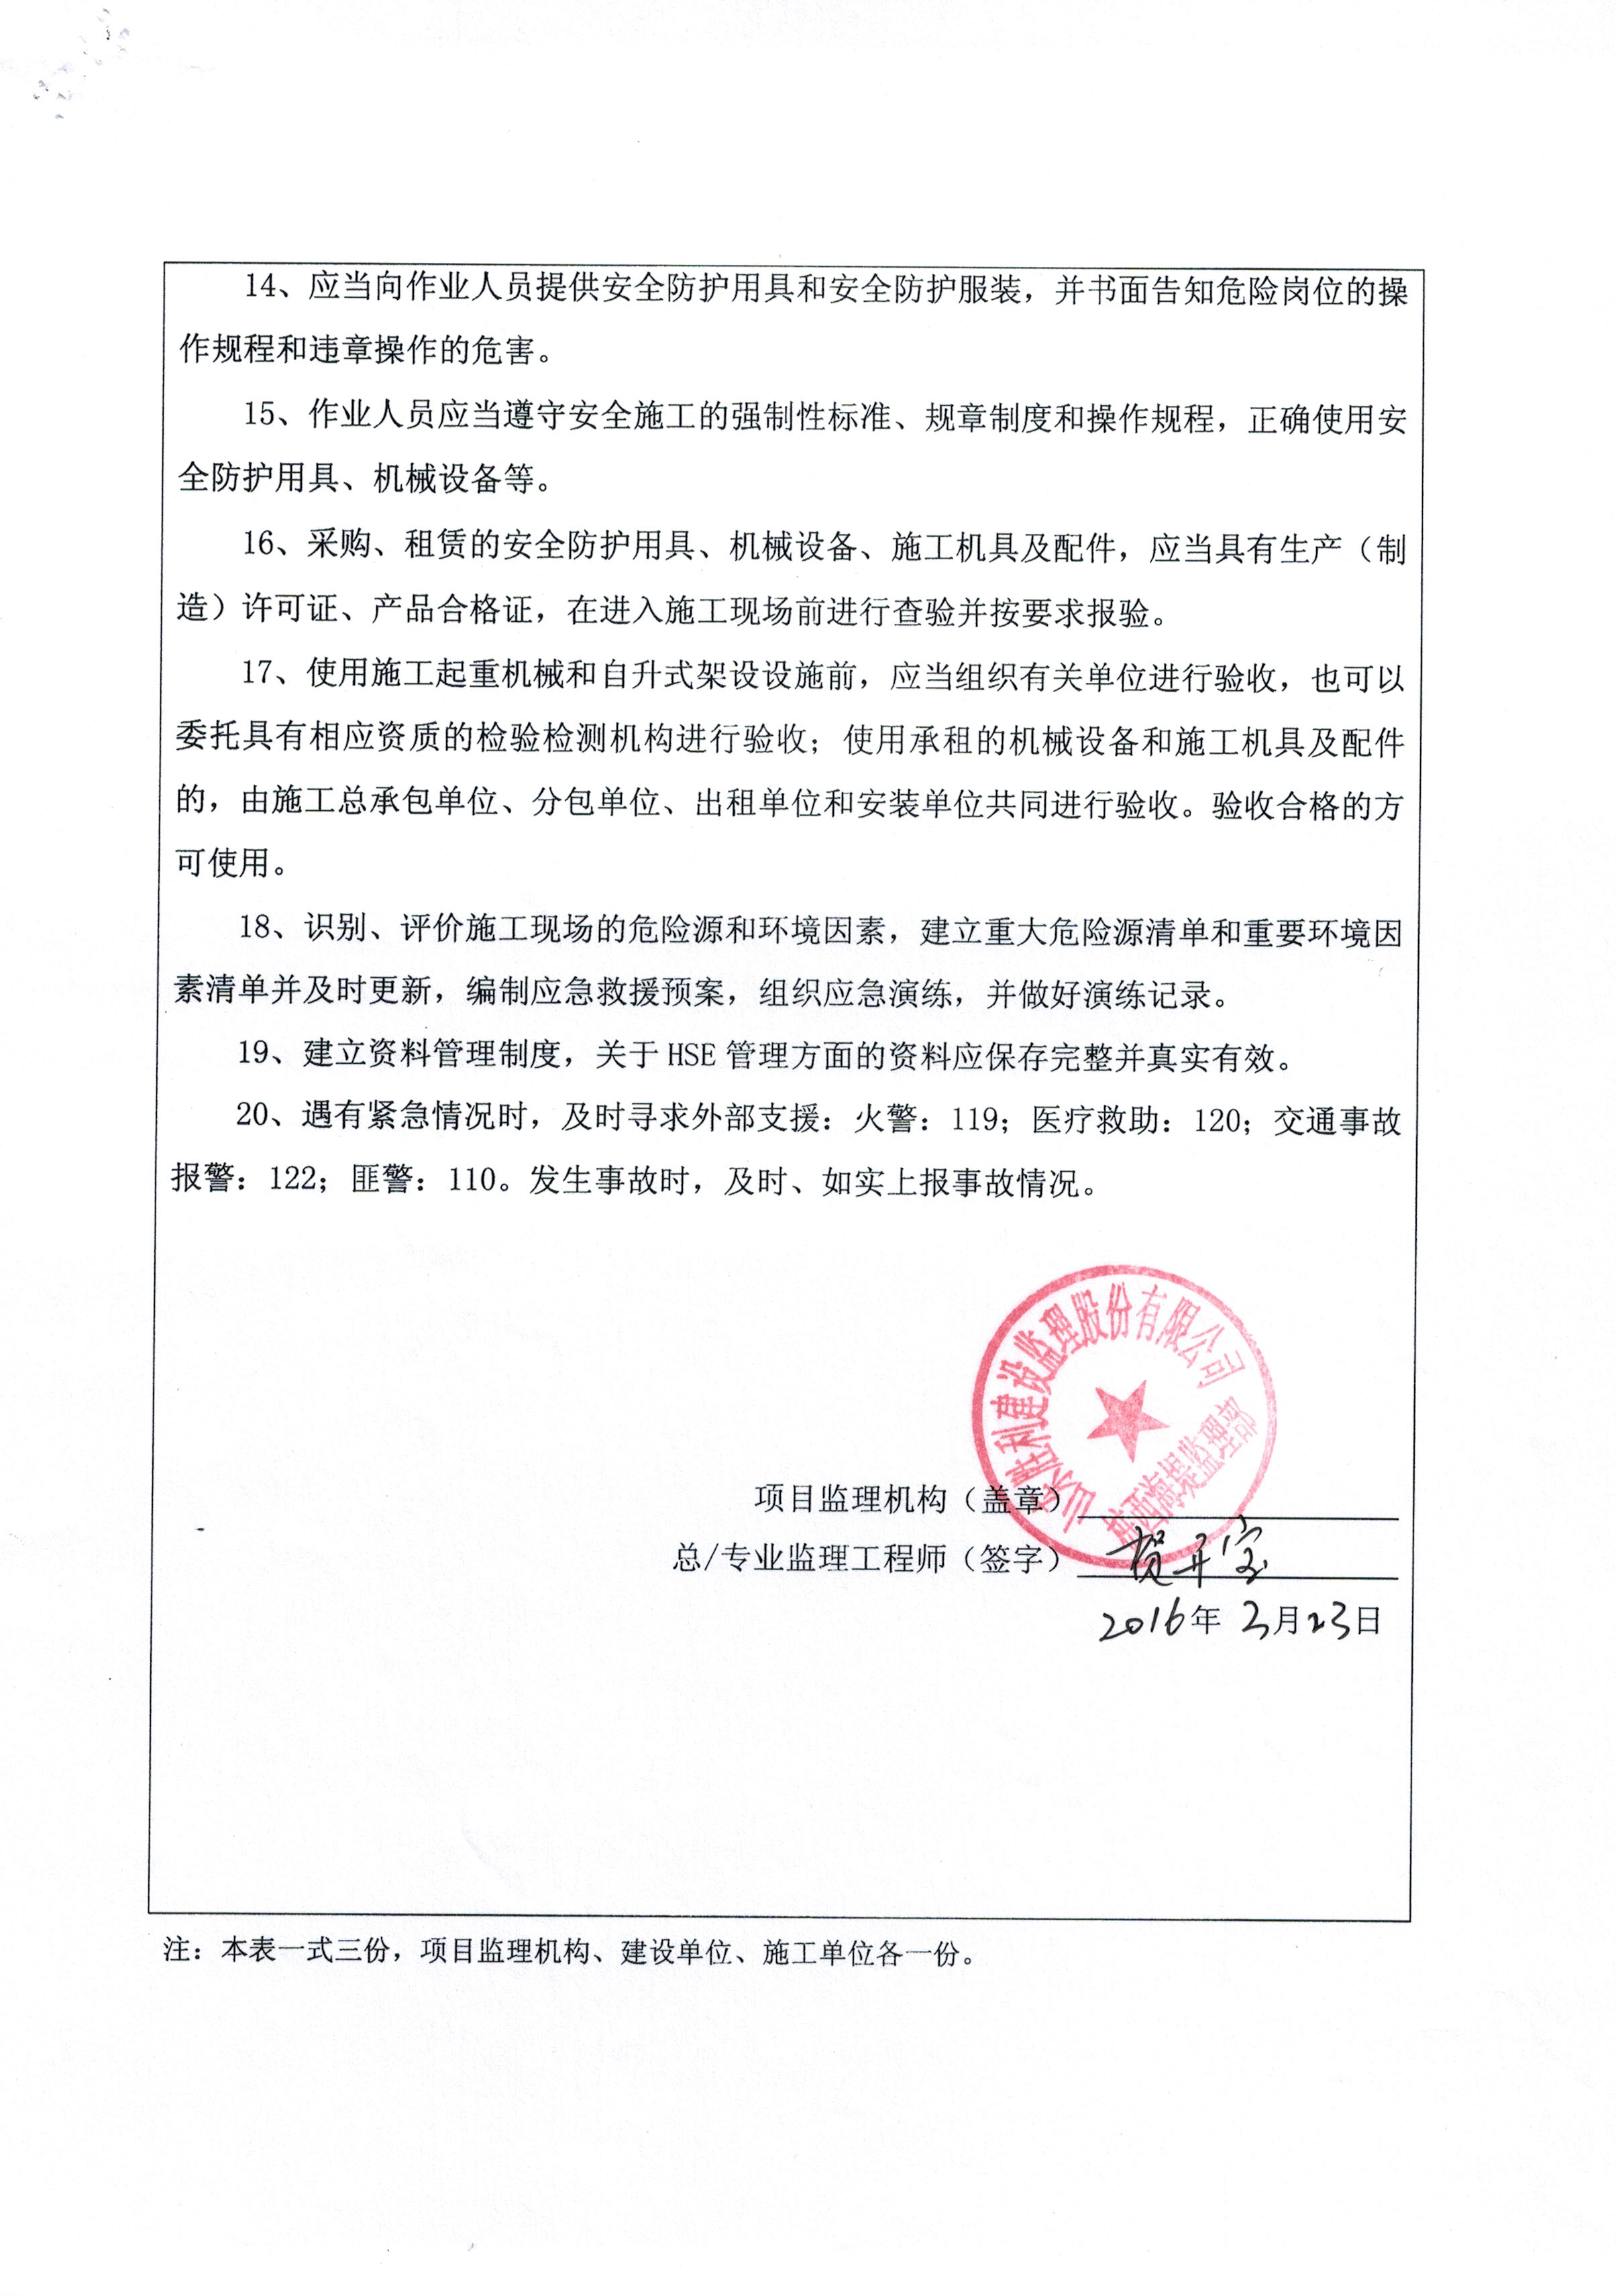 14、应当向作业人员提供安全防护用具和安全防护服装，并书面告知危险岗位的操
作规程和违章操作的危害。
15、作业人员应当遵守安全施工的强制性标准、规章制度和操作规程，正确使用安
全防护用具、机械设备等。
16、采购、租赁的安全防护用具、机械设备、施工机具及配件，应当具有生产（制
造）许可证、产品合格证，在进入施工现场前进行查验并按要求报验。
17、使用施工起重机械和自升式架设设施前，应当组织有关单位进行验收，也可以
委托具有相应资质的检验检测机构进行验收；使用承租的机械设备和施工机具及配件
的，由施工总承包单位、分包单位、出租单位和安装单位共同进行验收。验收合格的方
可使用。
18、识别、评价施工现场的危险源和环境因素，建立重大危险源清单和重要环境因
素清单并及时更新，编制应急救援预案，组织应急演练，并做好演练记录。
19、建立资料管理制度，关于 HSE 管理方面的资料应保存完整并真实有效。
20、遇有紧急情况时，及时寻求外部支援：火警：119；医疗救助：120；交通事故
报警：122；匪警：110。发生事故时，及时、如实上报事故情况。
山东胜利建设监理股份有限公司
西海堤监理部
项目监理机构（盖章）
总/专业监理工程师（签字） 贺开宝
2016年 3月23日
注：本表一式三份，项目监理机构、建设单位、施工单位各一份。